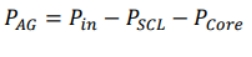 P_AG = P_in − P_SCL − P_Core